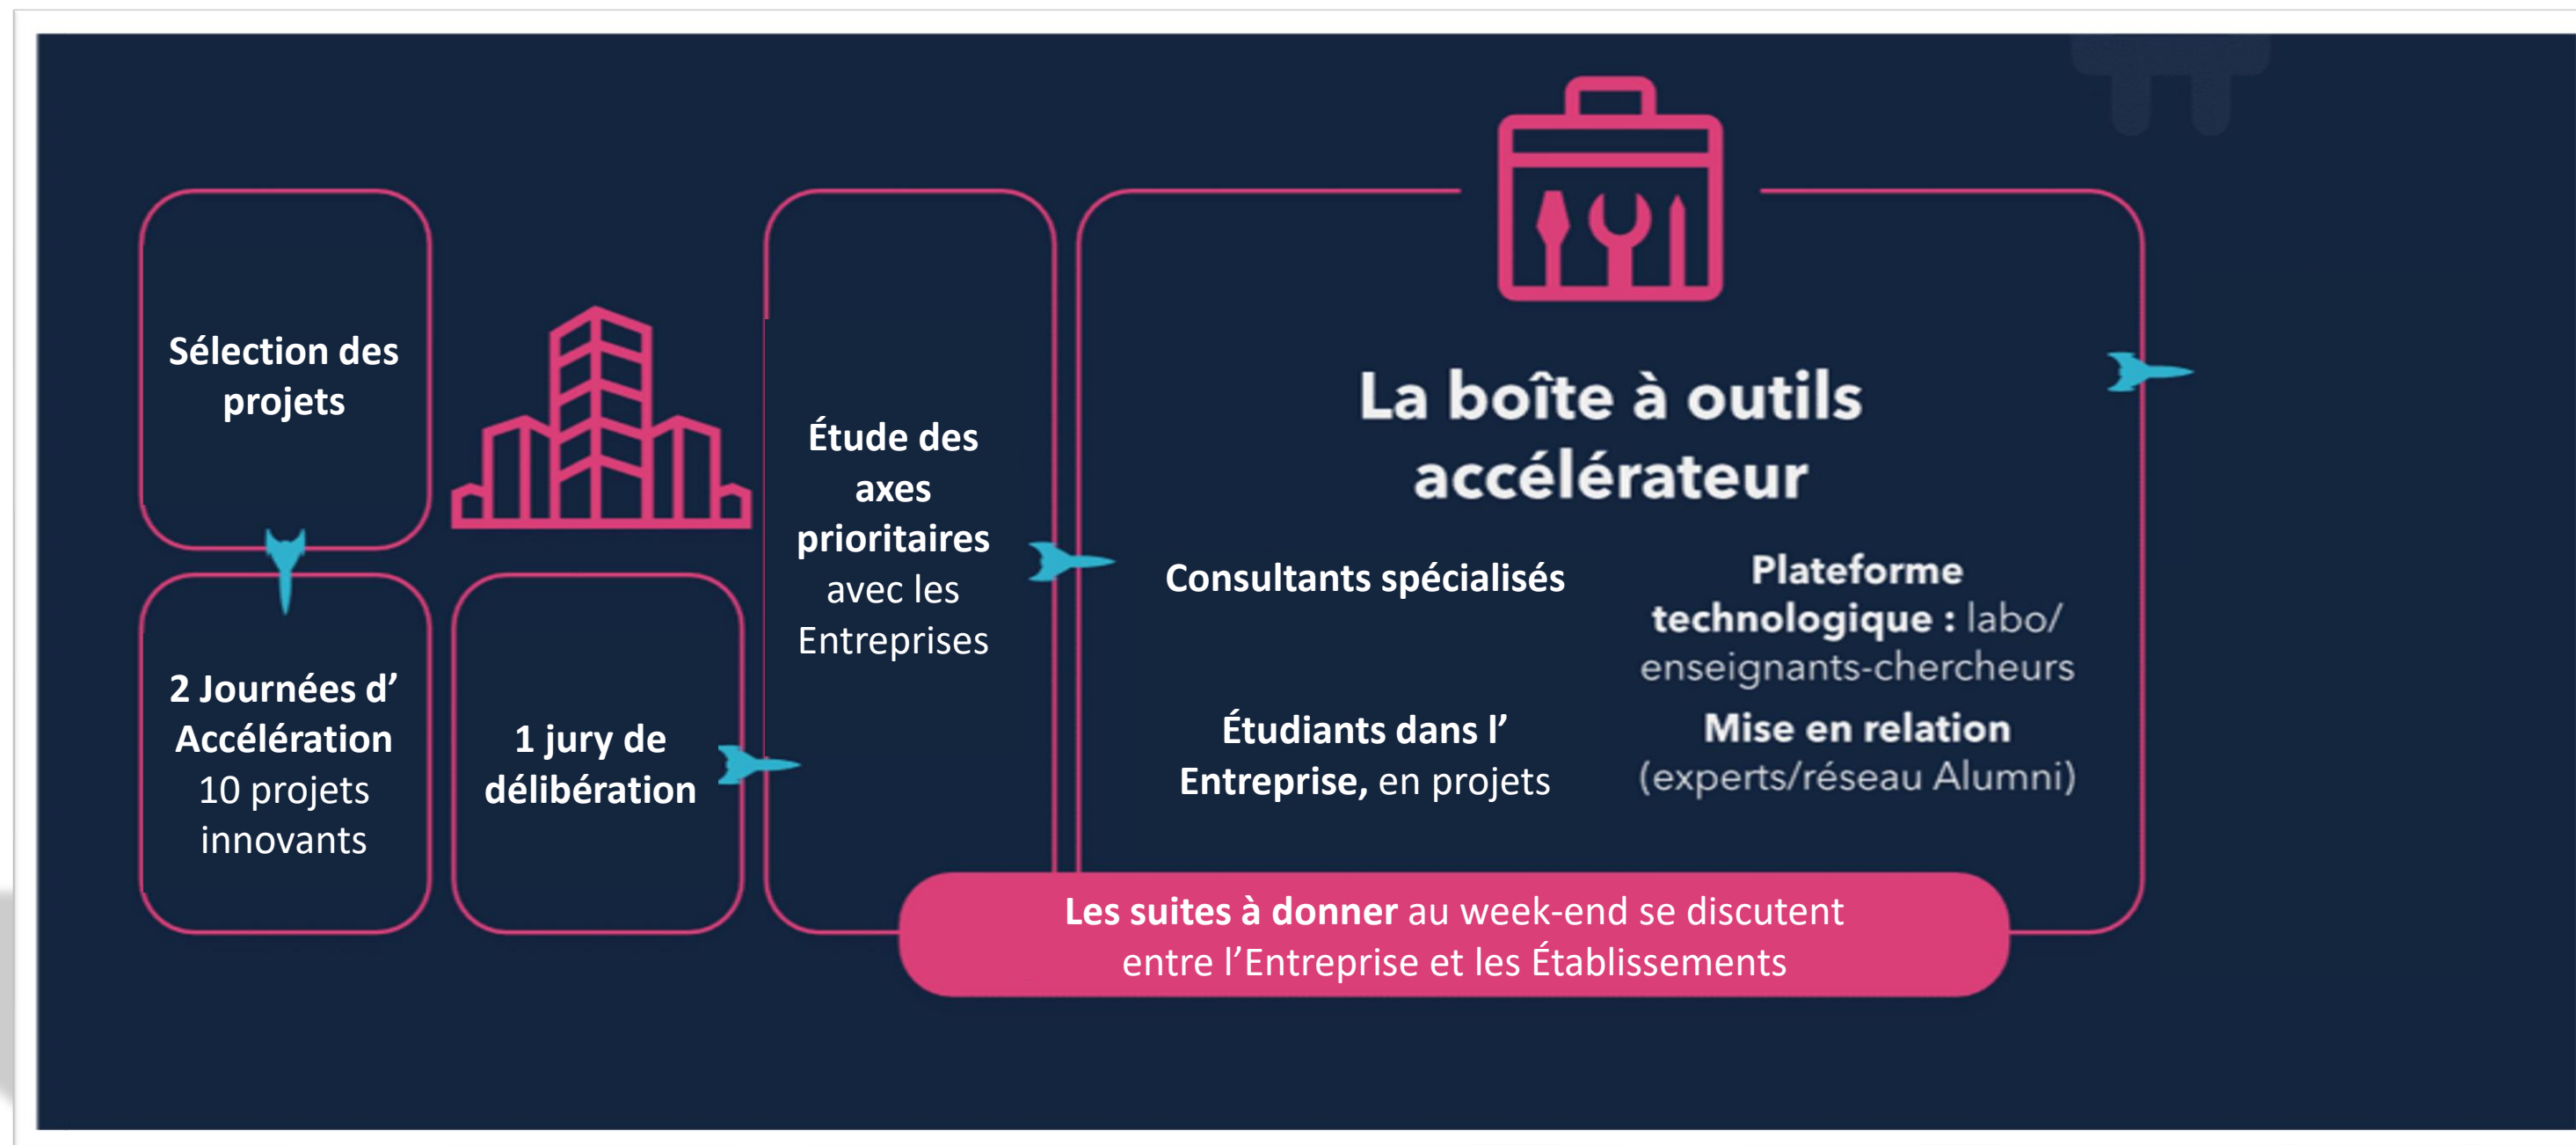 Sélection des
projets
2 Journées d’
Accélération
10 projets
innovants
1 jury de
délibération
Étude des
axes
prioritaires
avec les
Entreprises
La boîte à outils
accélérateur
Consultants spécialisés
Étudiants dans l’
Entreprise, en projets
Plateforme
technologique : labo/
enseignants-chercheurs
Mise en relation
(experts/réseau Alumni)
Les suites à donner au week-end se discutent
entre l’Entreprise et les Établissements